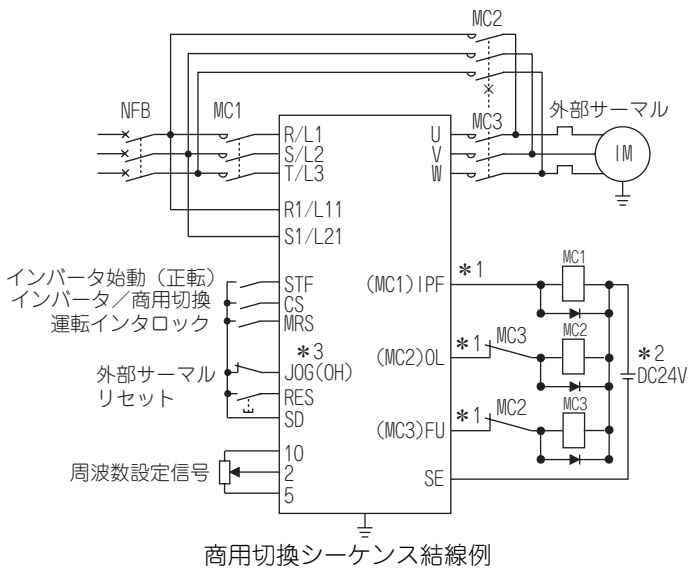 MC2
NFB
MC1
MC3
外部サーマル
R/L1
S/L2
T/L3
U
V
W
IM
R1/L11
S1/L21
インバータ始動（正転）
インバータ／商用切換
運転インタロック
STF
CS
MRS
(MC1)IPF
＊1
MC1
＊3
外部サーマル
JOG(OH)
リセット
RES
SD
(MC2)OL
＊1
MC3
MC2
＊2
DC24V
(MC3)FU
＊1
MC2
MC3
周波数設定信号
10
2
5
SE
商用切換シーケンス結線例